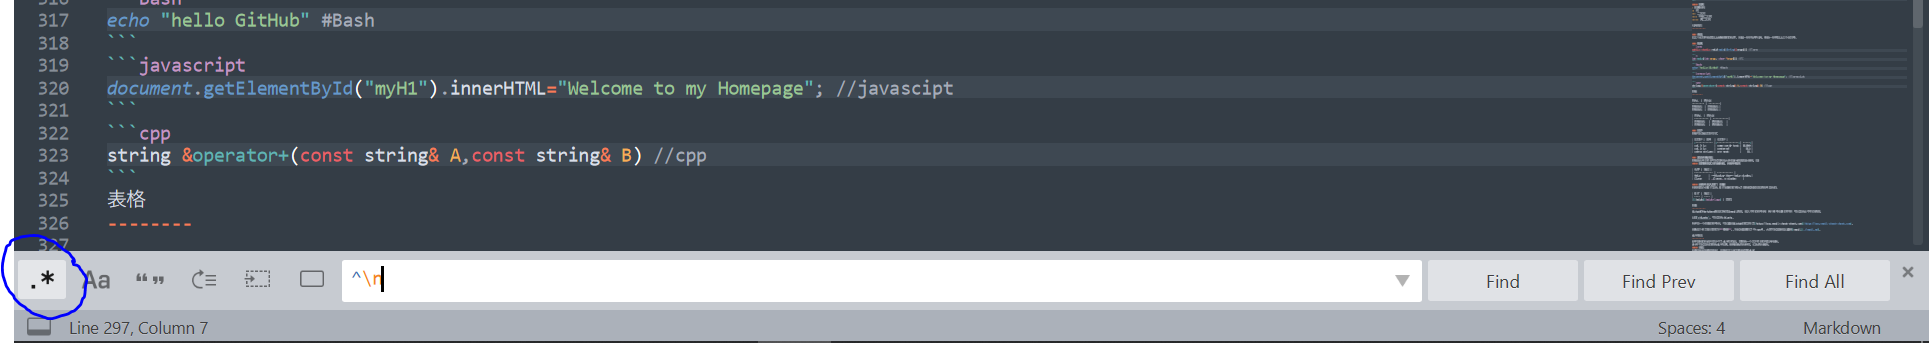 317 echo "hello GitHub" #Bash
318 ```
319 ```javascript
320 document.getElementById("myH1").innerHTML="Welcome to my Homepage"; //javascipt
321 ```
322 ```cpp
323 string &operator+(const string& A,const string& B) //cpp
324 ```
325 表格
326 --------
327
.* Aa “” ^\n Find Find Prev Find All ×
Line 297, Column 7 Spaces: 4 Markdown